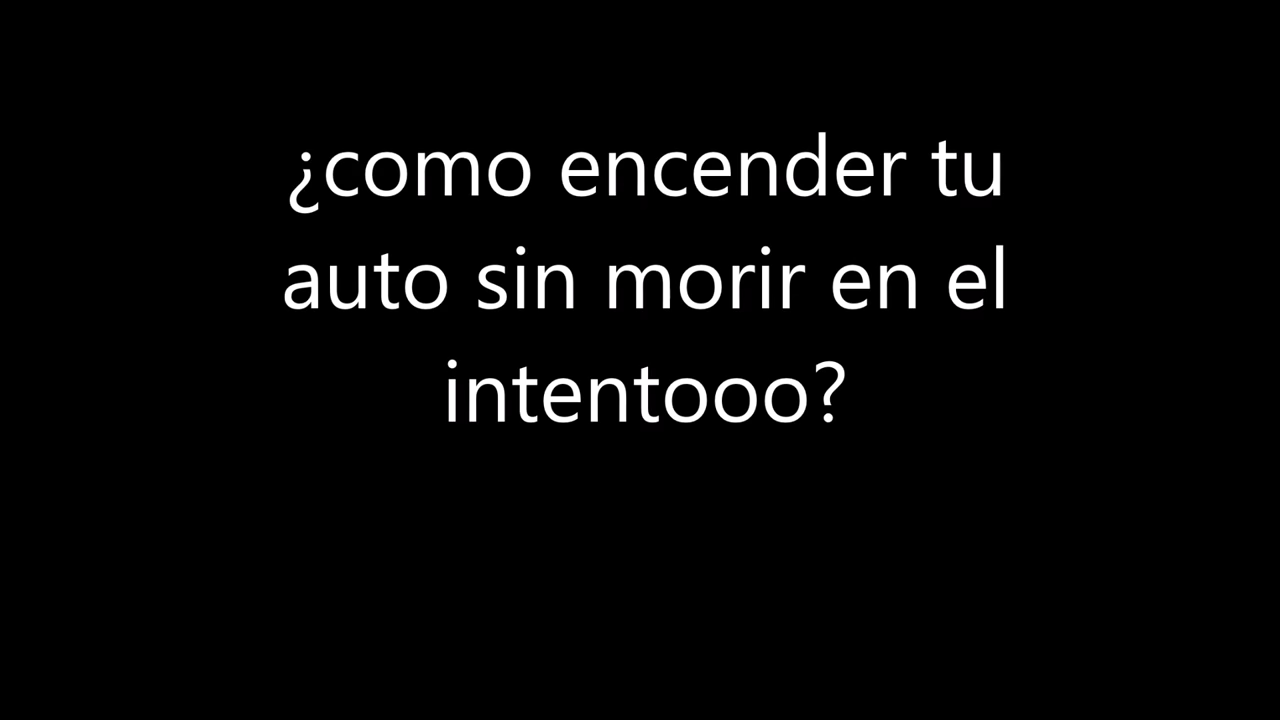 ¿como encender tu
auto sin morir en el
intentooo?